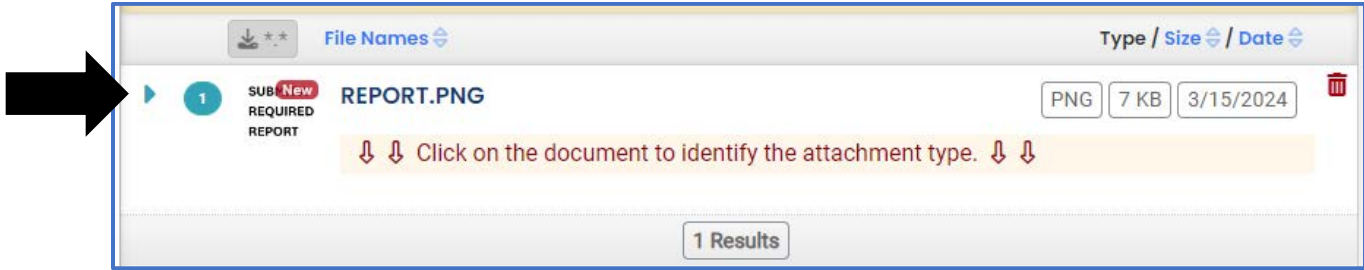 *.* File Names Type / Size / Date
1 New REPORT.PNG PNG 7 KB 3/15/2024
REQUIRED
REPORT
⇩ ⇩ Click on the document to identify the attachment type. ⇩ ⇩
1 Results